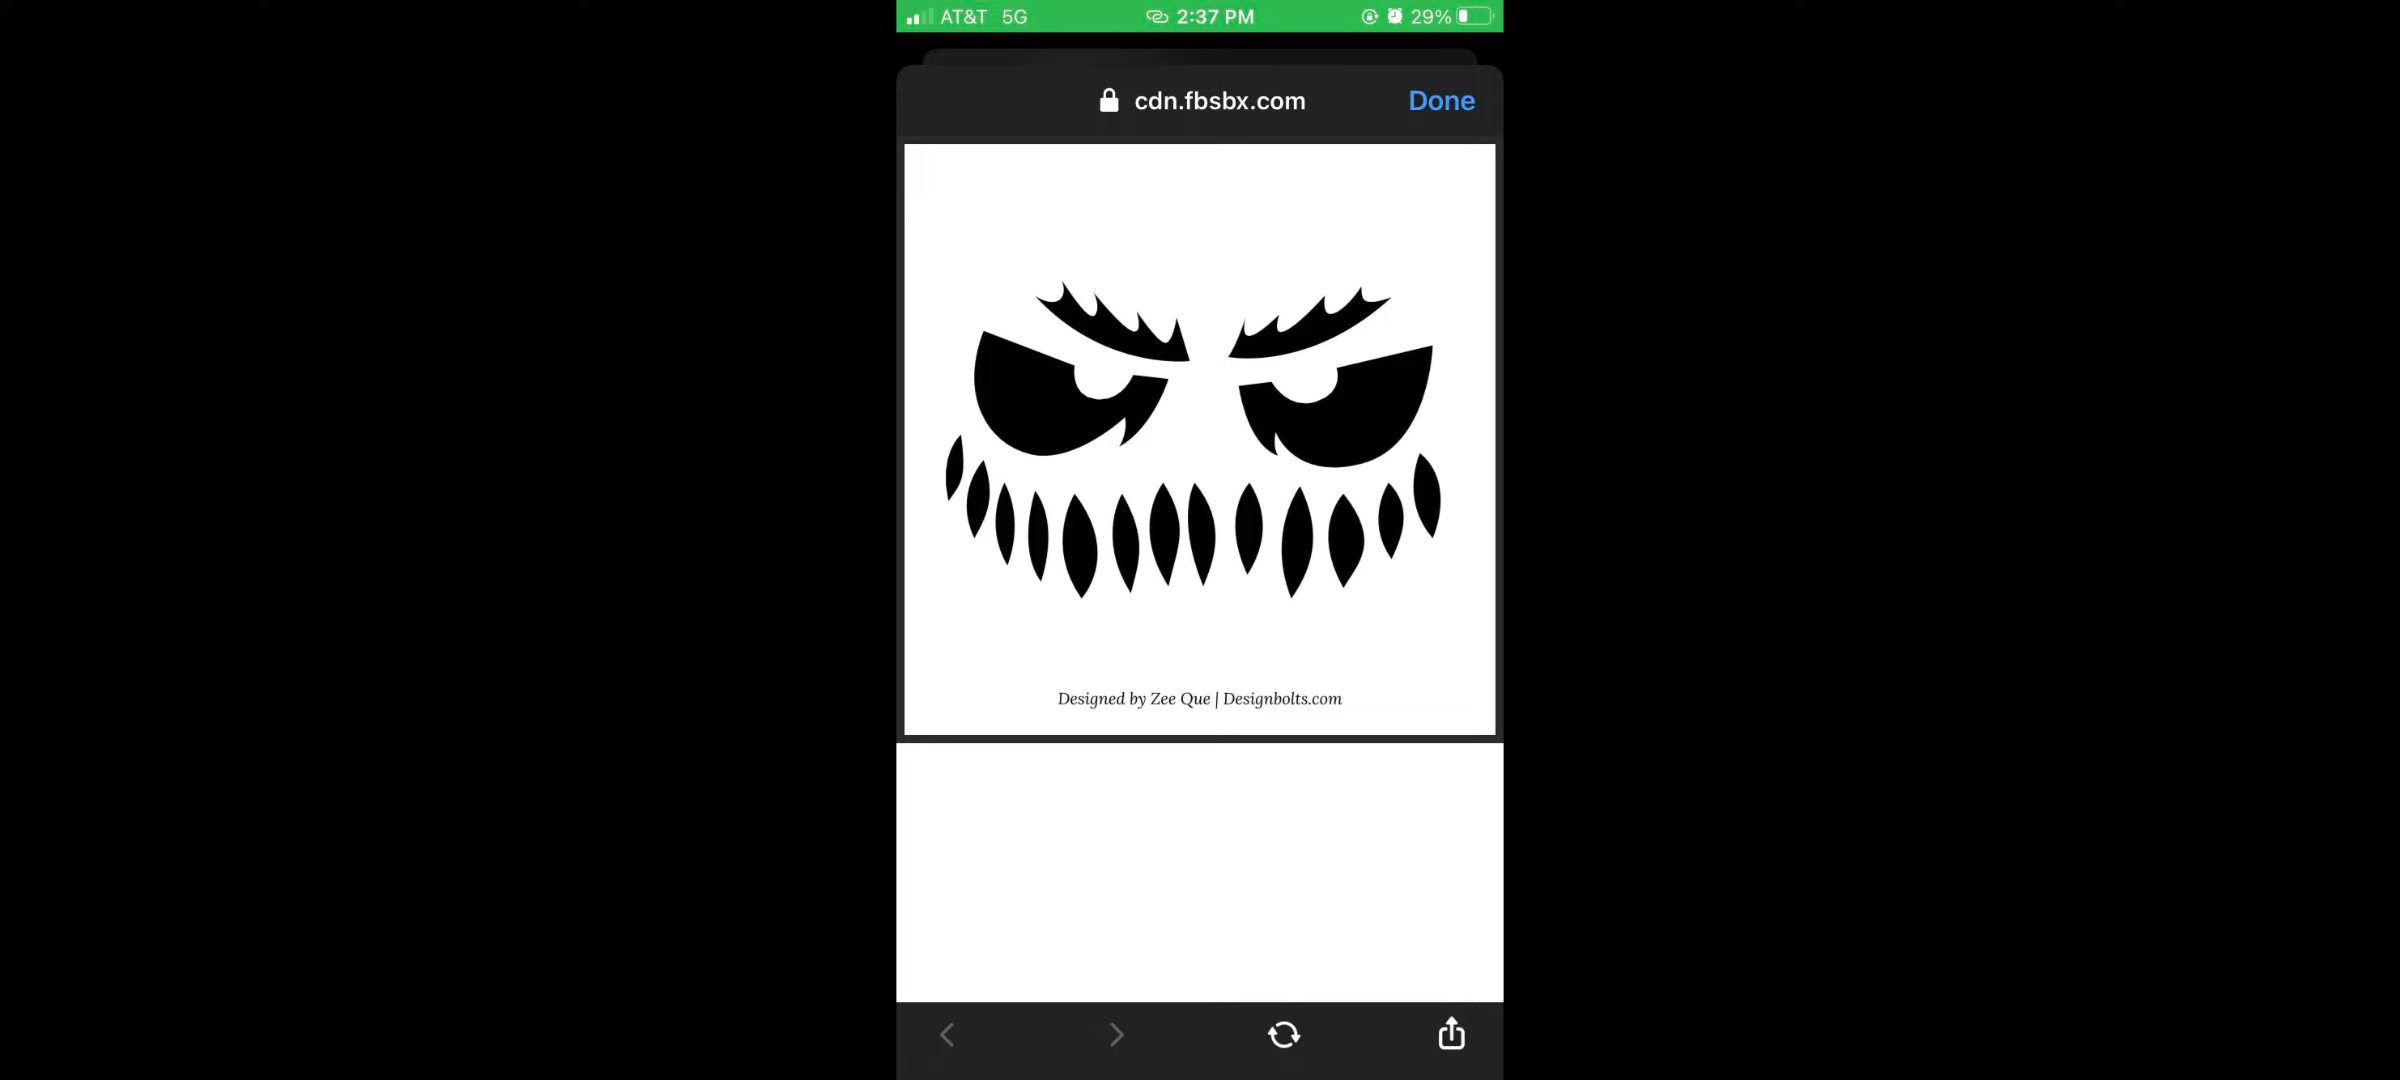 AT&T 5G 2:37 PM 29%
cdn.fbsbx.com Done
Designed by Zee Que | Designbolts.com